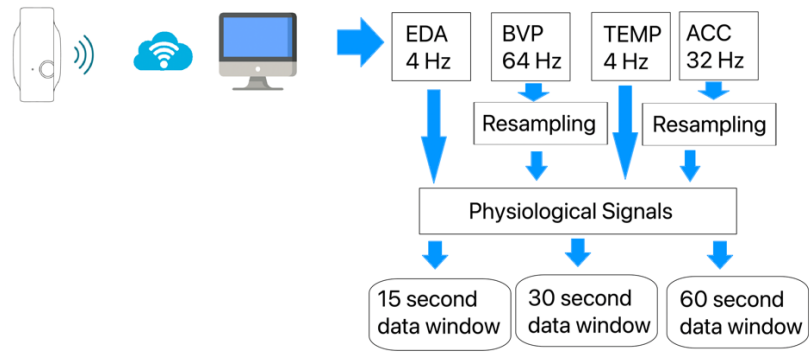 EDA
4 Hz
BVP
64 Hz
TEMP
4 Hz
ACC
32 Hz
Resampling
Resampling
Physiological Signals
15 second
data window
30 second
data window
60 second
data window